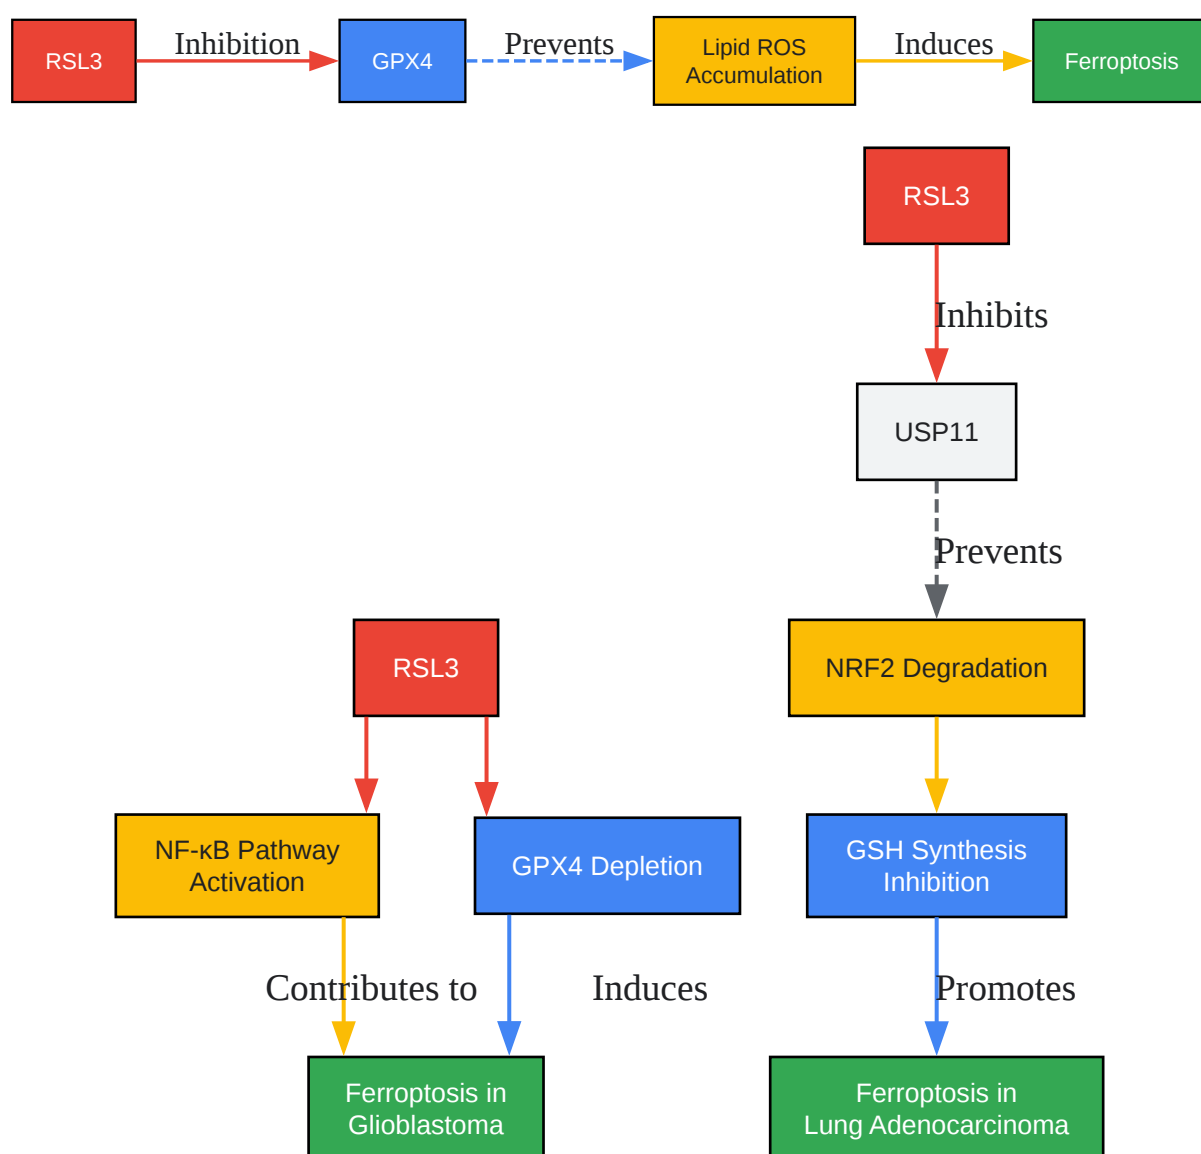 RSL3
Inhibition
GPX4
Prevents
Lipid ROS
Accumulation
Induces
Ferroptosis
RSL3
Inhibits
USP11
Prevents
NRF2 Degradation
GSH Synthesis
Inhibition
Promotes
Ferroptosis in
Lung Adenocarcinoma
RSL3
NF-κB Pathway
Activation
GPX4 Depletion
Contributes to
Induces
Ferroptosis in
Glioblastoma